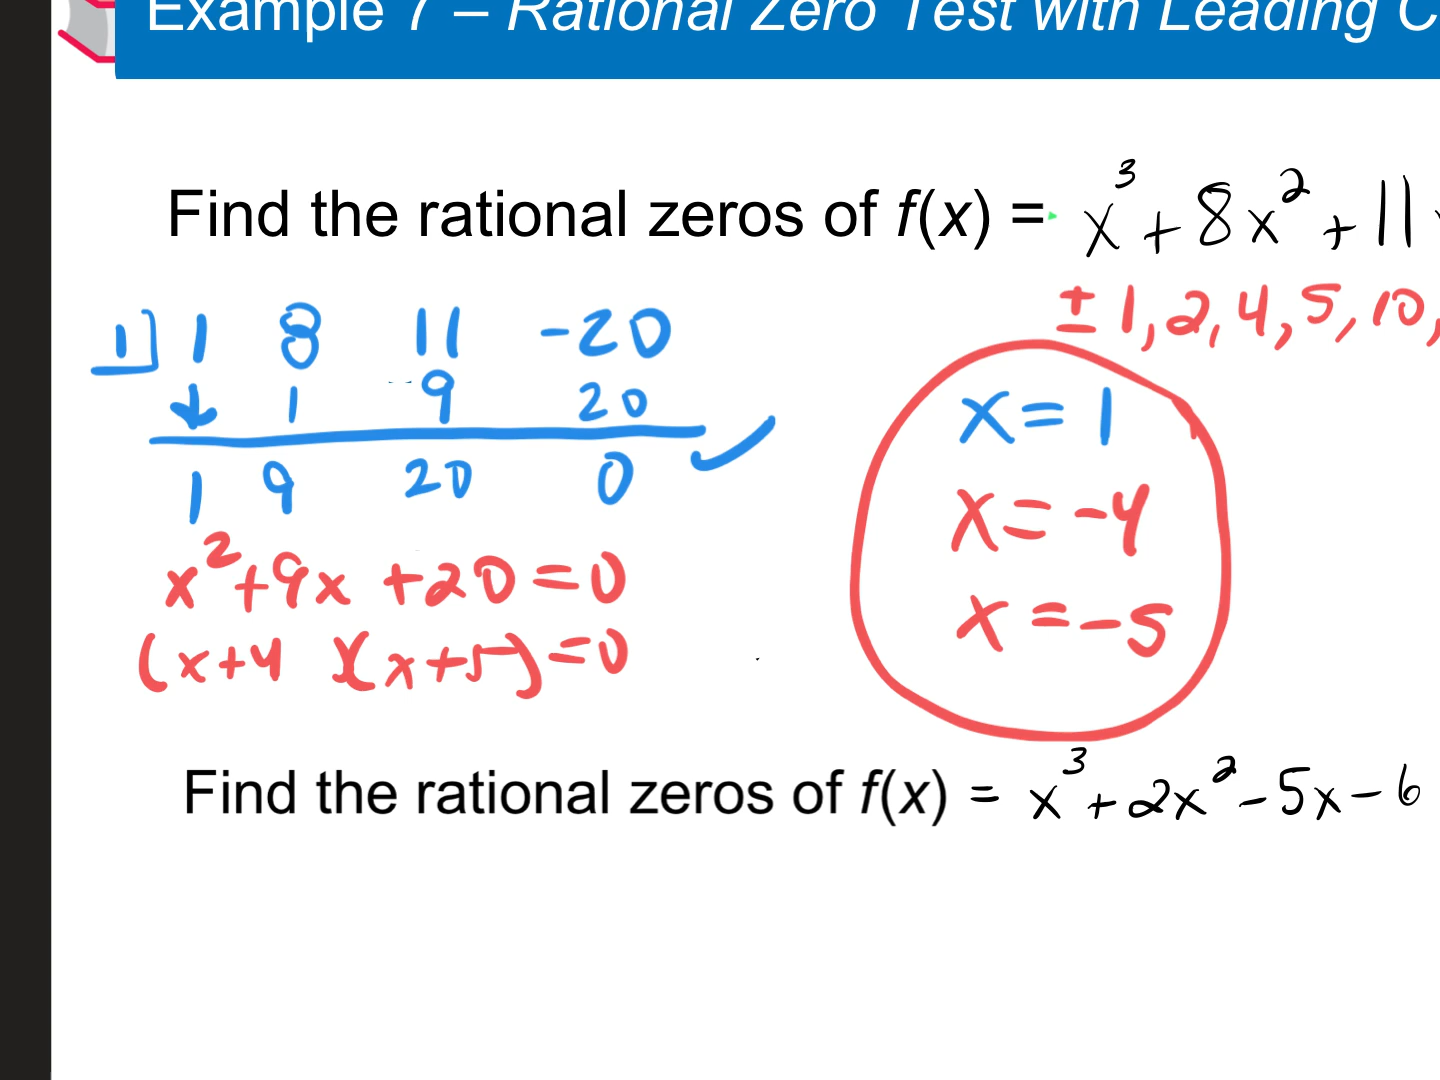 Example 7 – Rational Zero Test with Leading C
Find the rational zeros of f(x) = x³ + 8x² + 11
± 1, 2, 4, 5, 10,
1 | 1 8 11 -20
↓ 1 9 20
1 9 20 0 ✓
x² + 9x + 20 = 0
(x+4)(x+5) = 0
x = 1
x = -4
x = -5
Find the rational zeros of f(x) = x³ + 2x² - 5x - 6